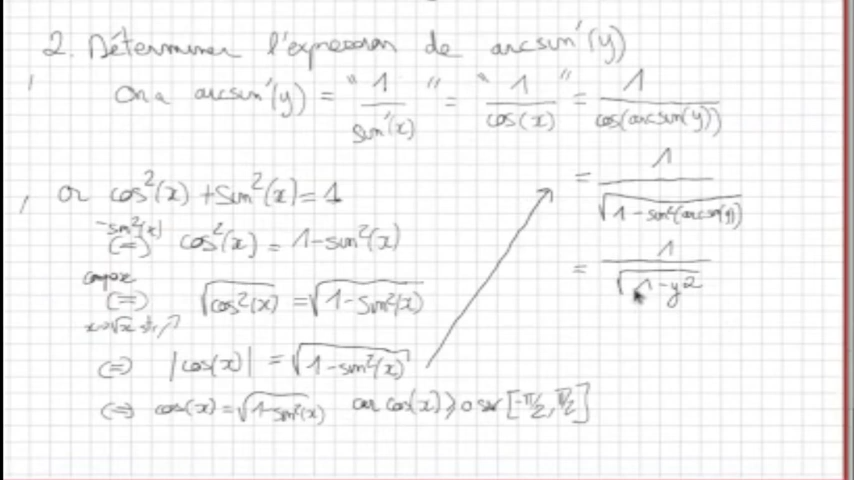 2. Déterminer l'expression de arcsin'(y)
On a arcsin'(y) = " 1/sin'(x) " = " 1/cos(x) " = 1/cos(arcsin(y))
= 1/√(1-sin²(arcsin(y)))
= 1/√(1-y²)
or cos²(x) + sin²(x) = 1
-sin²(x)
(=) cos²(x) = 1-sin²(x)
compose
(=) √cos²(x) = √(1-sin²(x))
x→√x str ↗
(=) |cos(x)| = √(1-sin²(x))
(=) cos(x) = √(1-sin²(x)) car cos(x) ⩾ 0 sur [-π/2, π/2]